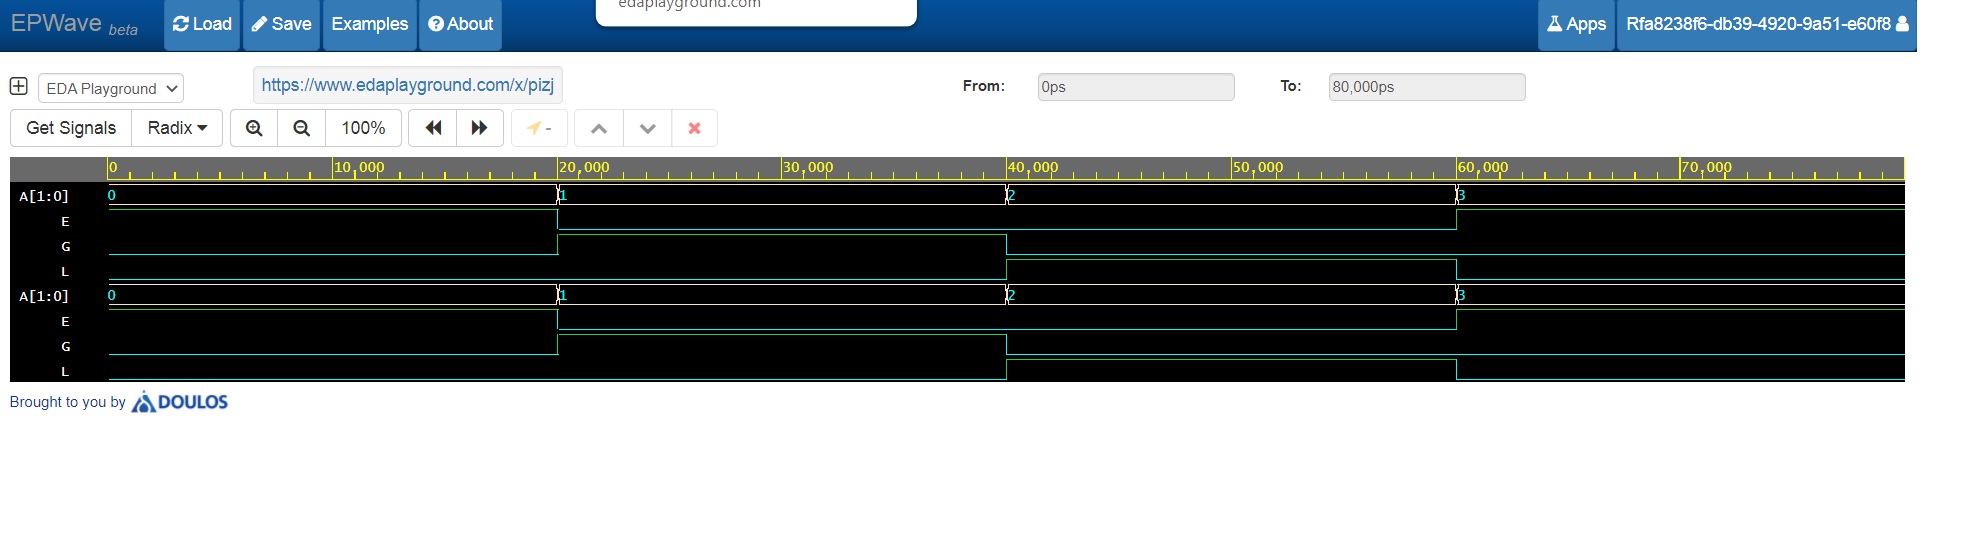 edaplayground.com
EPWave beta Load Save Examples About Apps Rfa8238f6-db39-4920-9a51-e60f8
EDA Playground https://www.edaplayground.com/x/pizj From: 0ps To: 80,000ps
Get Signals Radix 100% -
0 10,000 20,000 30,000 40,000 50,000 60,000 70,000
A[1:0] 0 1 2 3
E
G
L
A[1:0] 0 1 2 3
E
G
L
Brought to you by DOULOS